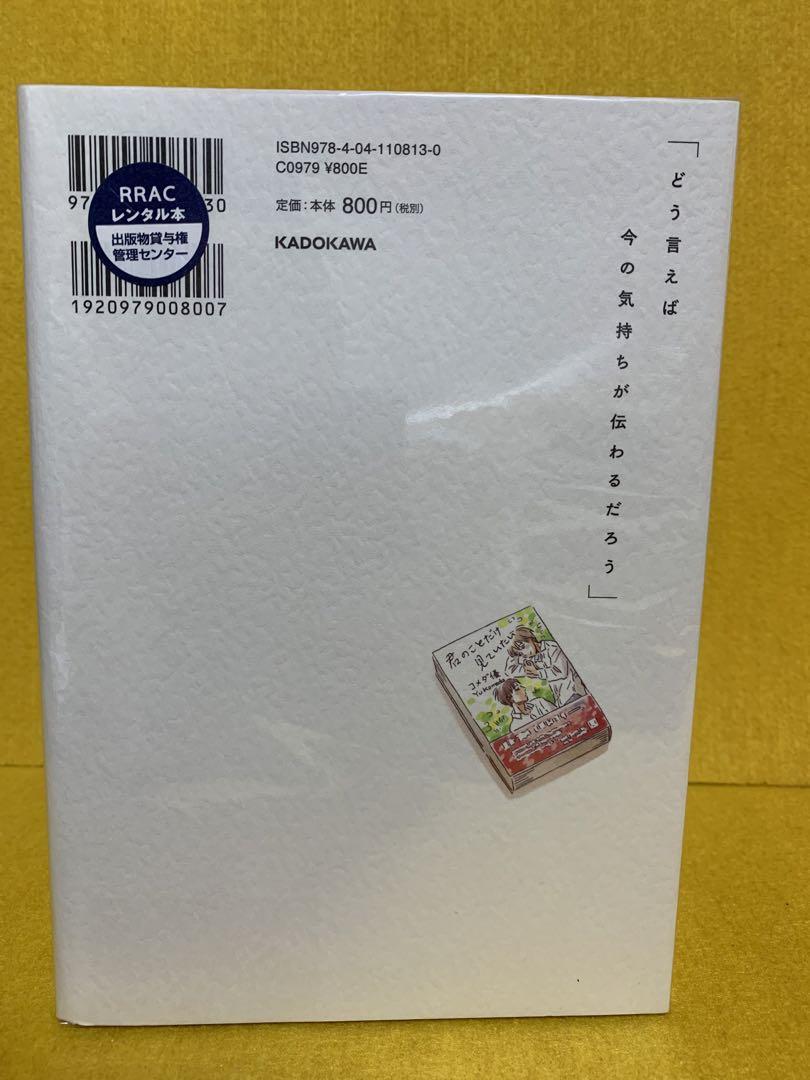 ISBN978-4-04-110813-0
C0979 ¥800E
定価：本体 800円（税別）
KADOKAWA
97
30
RRAC
レンタル本
出版物貸与権
管理センター
1920979008007
「どう言えば
今の気持ちが伝わるだろう」
君のことだけ
見ていたい
コメダ優
Yu Komeda